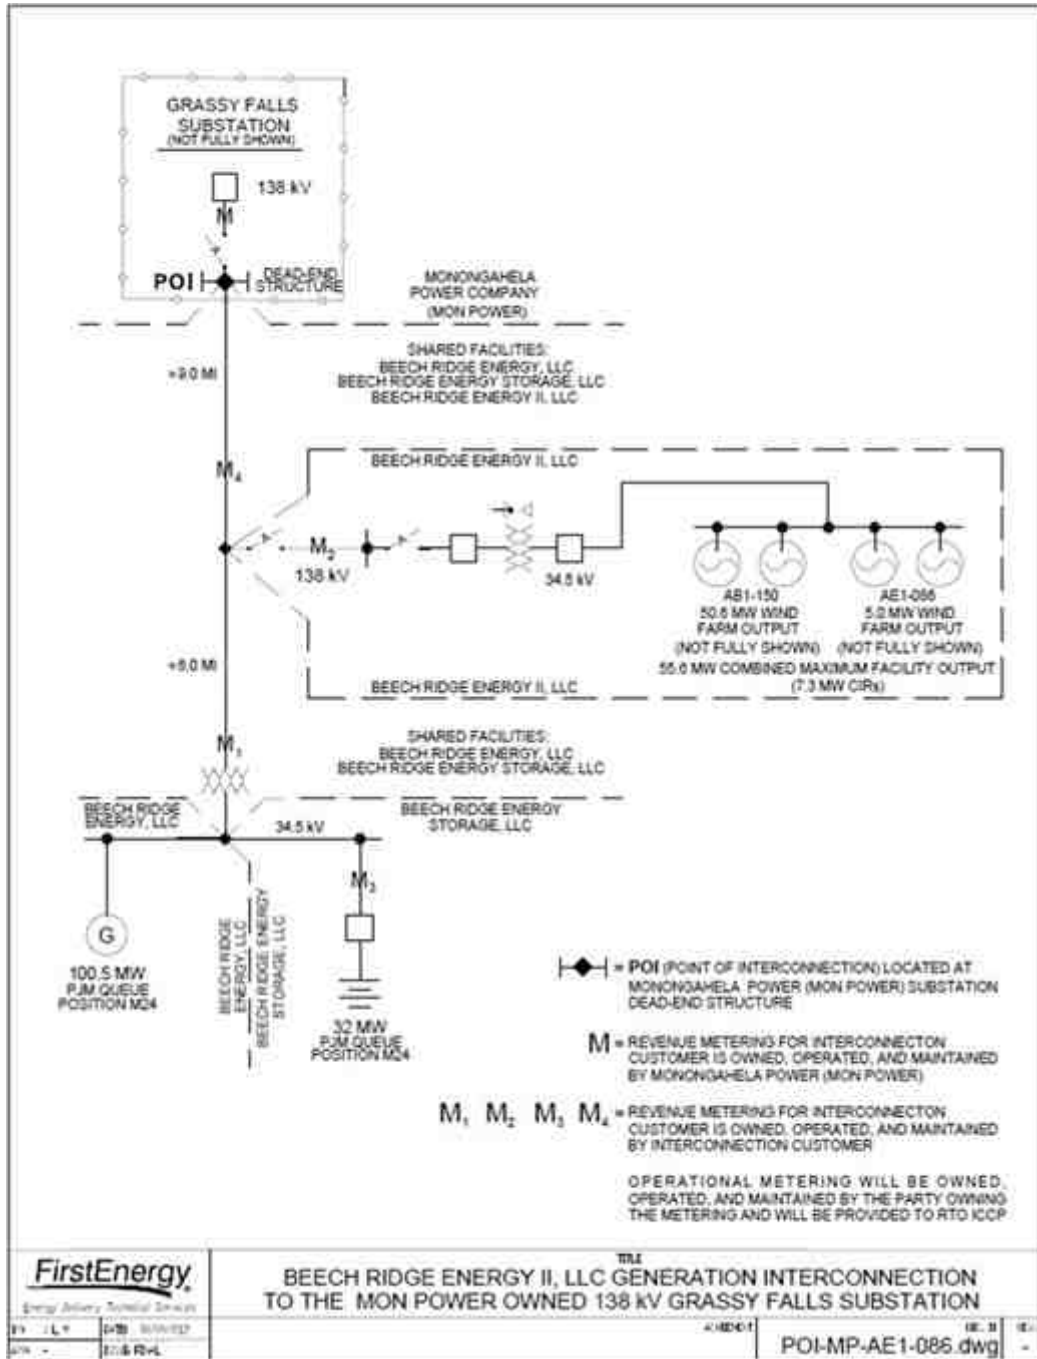 GRASSY FALLS
SUBSTATION
(NOT FULLY SHOWN)
138 kV
M
POI
DEAD-END
STRUCTURE
MONONGAHELA
POWER COMPANY
(MON POWER)
SHARED FACILITIES:
BEECH RIDGE ENERGY, LLC
BEECH RIDGE ENERGY STORAGE, LLC
BEECH RIDGE ENERGY II, LLC
≈9.0 MI
M₄
BEECH RIDGE ENERGY II, LLC
M₂
138 kV
34.5 kV
AB1-150
50.6 MW WIND
FARM OUTPUT
(NOT FULLY SHOWN)
AE1-086
5.0 MW WIND
FARM OUTPUT
(NOT FULLY SHOWN)
55.6 MW COMBINED MAXIMUM FACILITY OUTPUT
(7.3 MW CIRs)
BEECH RIDGE ENERGY II, LLC
MI
M₁
SHARED FACILITIES:
BEECH RIDGE ENERGY, LLC
BEECH RIDGE ENERGY STORAGE, LLC
BEECH RIDGE
ENERGY, LLC
34.5 kV
BEECH RIDGE ENERGY
STORAGE, LLC
M₃
G
100.5 MW
PJM QUEUE
POSITION M24
BEECH RIDGE
ENERGY, LLC
BEECH RIDGE ENERGY
STORAGE, LLC
32 MW
PJM QUEUE
POSITION M24
= POI (POINT OF INTERCONNECTION) LOCATED AT
MONONGAHELA POWER (MON POWER) SUBSTATION
DEAD-END STRUCTURE
M = REVENUE METERING FOR INTERCONNECTON
CUSTOMER IS OWNED, OPERATED, AND MAINTAINED
BY MONONGAHELA POWER (MON POWER)
M₁ M₂ M₃ M₄ = REVENUE METERING FOR INTERCONNECTON
CUSTOMER IS OWNED, OPERATED, AND MAINTAINED
BY INTERCONNECTION CUSTOMER
OPERATIONAL METERING WILL BE OWNED,
OPERATED, AND MAINTAINED BY THE PARTY OWNING
THE METERING AND WILL BE PROVIDED TO RTO ICCP
FirstEnergy
Energy Delivery Technical Services
TITLE
BEECH RIDGE ENERGY II, LLC GENERATION INTERCONNECTION
TO THE MON POWER OWNED 138 kV GRASSY FALLS SUBSTATION
DATE
POI-MP-AE1-086.dwg
-